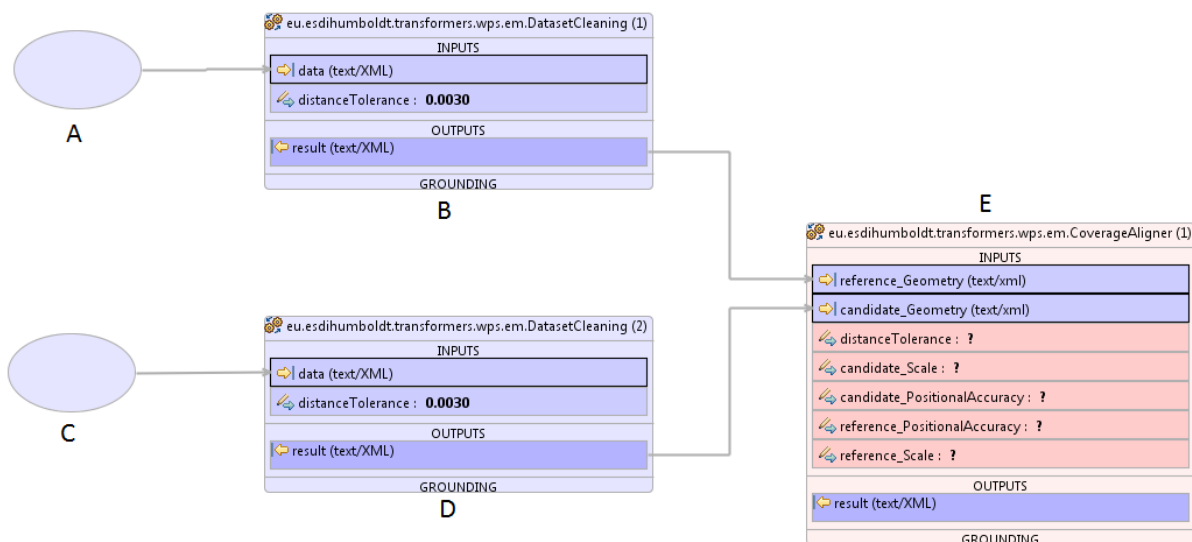 eu.esdihumboldt.transformers.wps.em.DatasetCleaning (1)
INPUTS
data (text/XML)
distanceTolerance : 0.0030
OUTPUTS
result (text/XML)
GROUNDING
A
B
E
eu.esdihumboldt.transformers.wps.em.CoverageAligner (1)
INPUTS
reference_Geometry (text/xml)
candidate_Geometry (text/xml)
distanceTolerance : ?
candidate_Scale : ?
candidate_PositionalAccuracy : ?
reference_PositionalAccuracy : ?
reference_Scale : ?
OUTPUTS
result (text/XML)
GROUNDING
eu.esdihumboldt.transformers.wps.em.DatasetCleaning (2)
INPUTS
data (text/XML)
distanceTolerance : 0.0030
OUTPUTS
result (text/XML)
GROUNDING
C
D